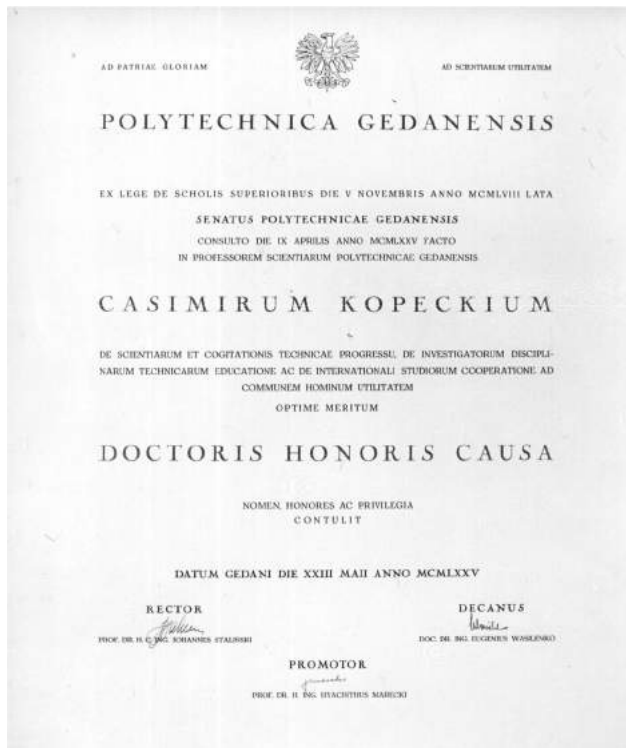 AD PATRIAE GLORIAM
AD SCIENTIARUM UTILITATEM
POLYTECHNICA GEDANENSIS
EX LEGE DE SCHOLIS SUPERIORIBUS DIE V NOVEMBRIS ANNO MCMLVIII LATA
SENATUS POLYTECHNICAE GEDANENSIS
CONSULTO DIE IX APRILIS ANNO MCMLXXV FACTO
IN PROFESSOREM SCIENTIARUM POLYTECHNICAE GEDANENSIS
CASIMIRUM KOPECKIUM
DE SCIENTIARUM ET COGITATIONIS TECHNICAE PROGRESSU, DE INVESTIGATORUM DISCIPLI-
NARUM TECHNICARUM EDUCATIONE AC DE INTERNATIONALI STUDIORUM COOPERATIONE AD
COMMUNEM HOMINUM UTILITATEM
OPTIME MERITUM
DOCTORIS HONORIS CAUSA
NOMEN, HONORES AC PRIVILEGIA
CONTULIT
DATUM GEDANI DIE XXIII MAII ANNO MCMLXXV
RECTOR
PROF. DR. H. C. ING. IOHANNES STALIŃSKI
DECANUS
DOC. DR. ING. EUGENIUS WASILENKO
PROMOTOR
PROF. DR. H. ING. HYACINTHUS MARECKI